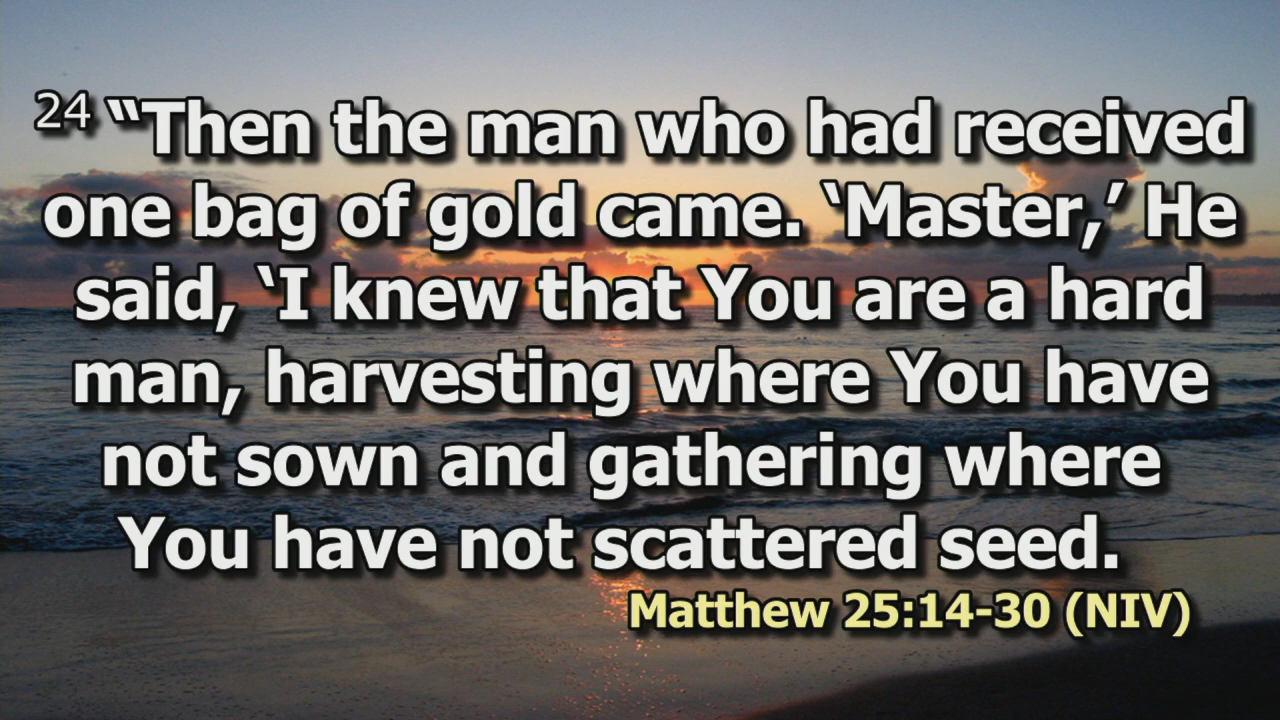 24 “Then the man who had received
one bag of gold came. ‘Master,’ He
said, ‘I knew that You are a hard
man, harvesting where You have
not sown and gathering where
You have not scattered seed.
Matthew 25:14-30 (NIV)